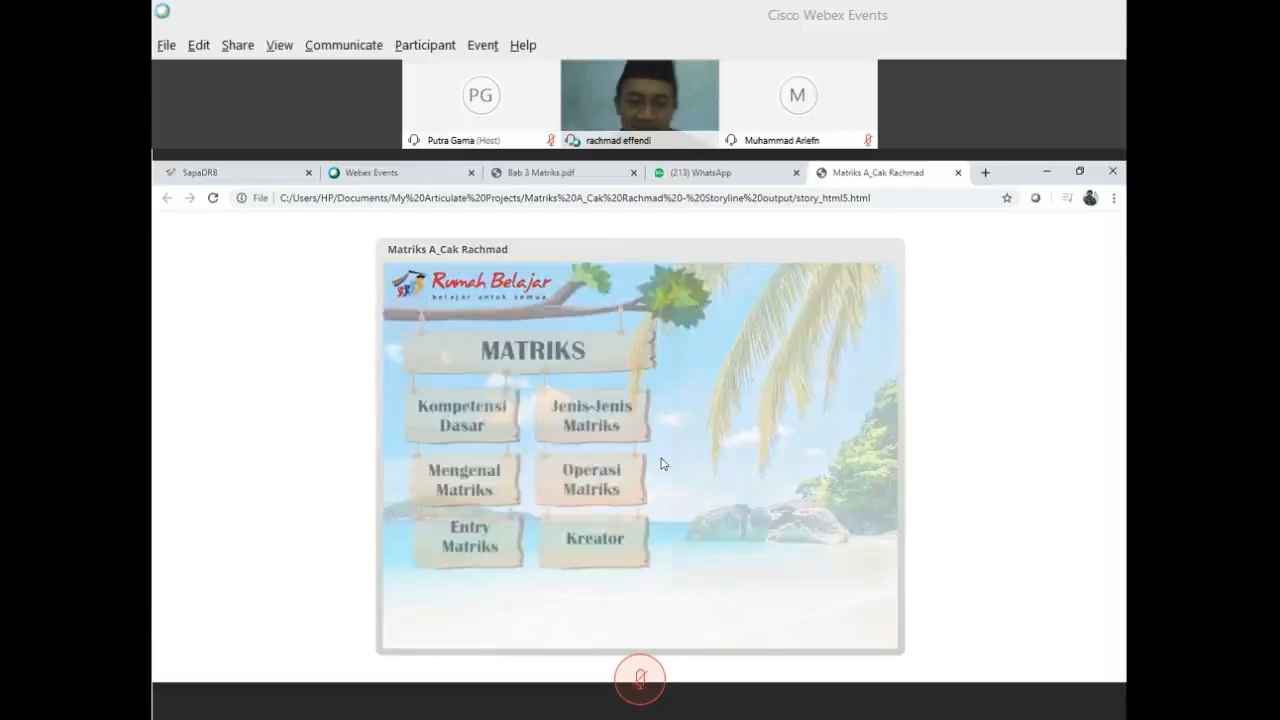 Cisco Webex Events
File Edit Share View Communicate Participant Event Help
PG M
Putra Gama (Host) rachmad effendi Muhammad Ariefn
SapaDRB Webex Events Bab 3 Matriks.pdf (213) WhatsApp Matriks A_Cak Rachmad
File C:/Users/HP/Documents/My%20Articulate%20Projects/Matriks%20A_Cak%20Rachmad%20-%20Storyline%20output/story_html5.html
Matriks A_Cak Rachmad
Rumah Belajar
belajar untuk semua
MATRIKS
Kompetensi
Dasar
Jenis-Jenis
Matriks
Mengenal
Matriks
Operasi
Matriks
Entry
Matriks
Kreator